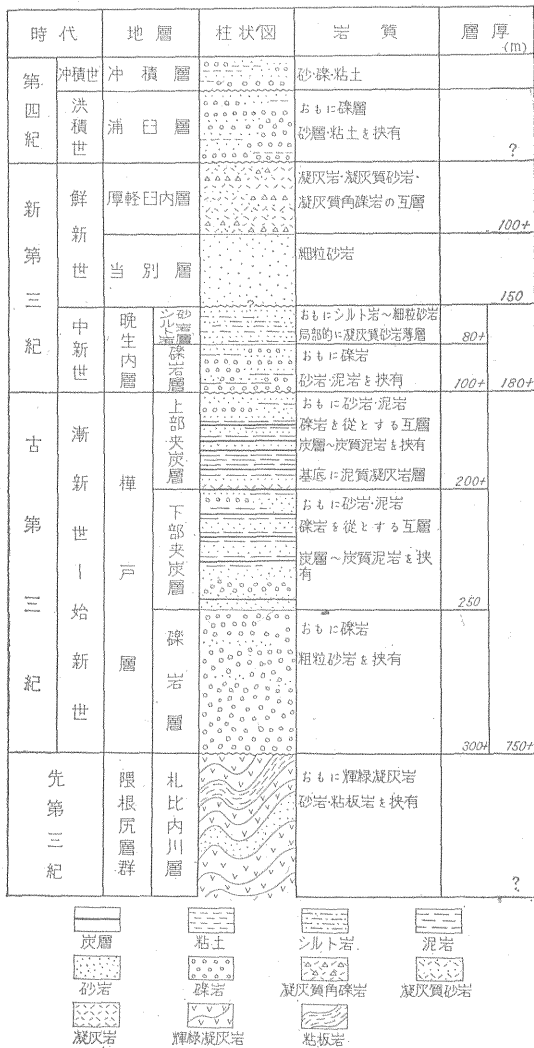 時代 地層 柱状図 岩質 層厚(m)
第四紀 冲積世 冲積層 砂・礫・粘土
洪積世 浦臼層 おもに礫層
砂層・粘土を挾有 ?
新第三紀 鮮新世 厚軽臼内層 凝灰岩・凝灰質砂岩・
凝灰質角礫岩の互層 100+
当別層 細粒砂岩 150
?
中新世 晩生内層 砂岩シルト岩層 おもにシルト岩~細粒砂岩
局部的に凝灰質砂岩薄層 80+
礫岩層 おもに礫岩
砂岩・泥岩を挾有 100+ 180+
古第三紀 漸新世~始新世 樺戸層 上部夾炭層 おもに砂岩・泥岩
礫岩を従とする互層
炭層~炭質泥岩を挾有
基底に泥質凝灰岩層 200+
下部夾炭層 おもに砂岩・泥岩
礫岩を従とする互層
炭層~炭質泥岩を挾
有
250
礫岩層 おもに礫岩
粗粒砂岩を挾有
300+ 750+
先第三紀 隈根尻層群 札比内川層 おもに輝緑凝灰岩
砂岩・粘板岩を挾有
?
炭層 粘土 シルト岩 泥岩
砂岩 礫岩 凝灰質角礫岩 凝灰質砂岩
凝灰岩 輝緑凝灰岩 粘板岩